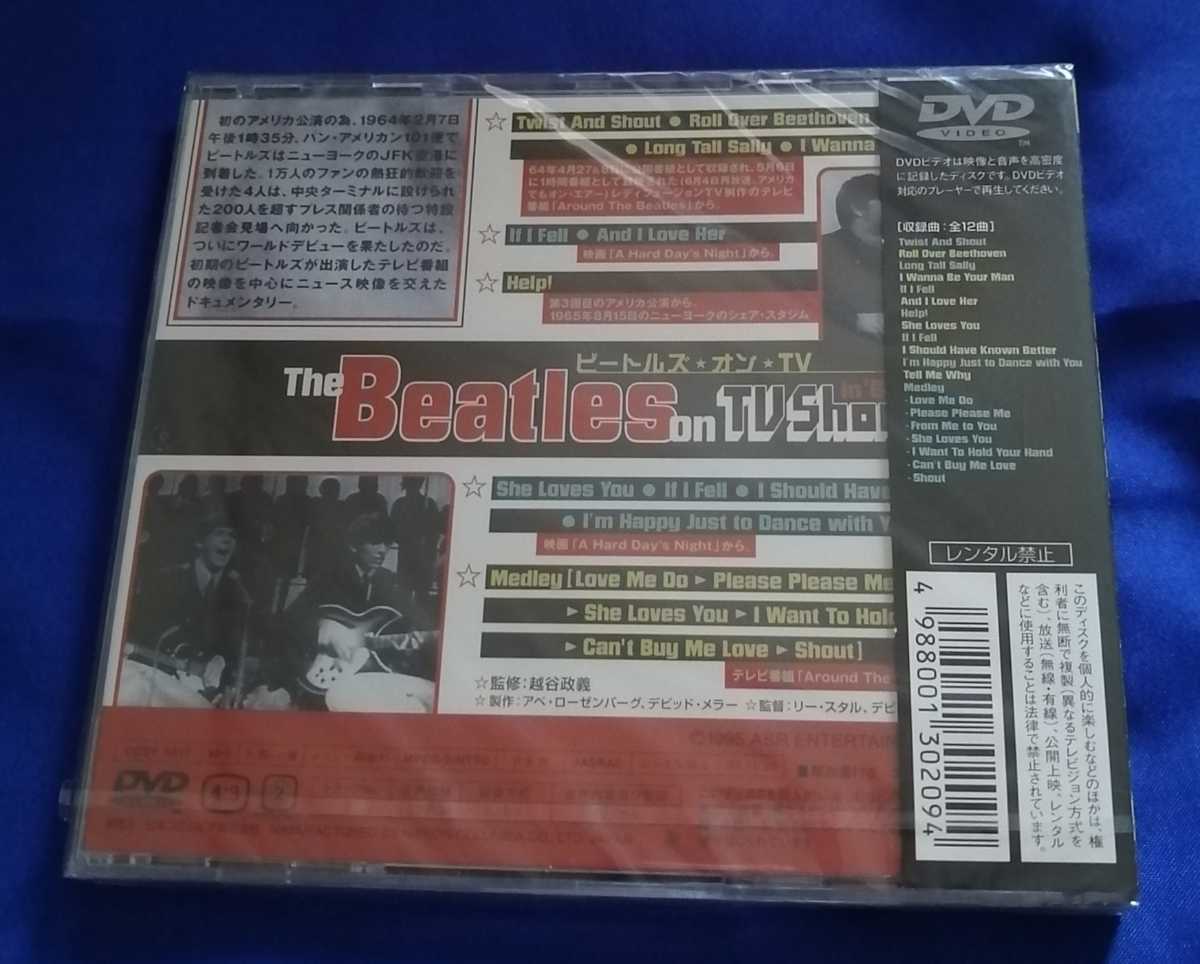 初のアメリカ公演の為、1964年2月7日
午後1時35分、パン・アメリカン101便で
ビートルズはニューヨークのJFK空港に
到着した。1万人のファンの熱狂的歓迎を
受けた4人は、中央ターミナルに設けられ
た200人を超すプレス関係者の待つ特設
記者会見場へ向かった。ビートルズは、
ついにワールドデビューを果たしたのだ。
初期のビートルズが出演したテレビ番組
の映像を中心にニュース映像を交えた
ドキュメンタリー。
☆ Twist And Shout ● Roll Over Beethoven
● Long Tall Sally ● I Wanna
に1時間番組として
番組「Around The Beatles」から。
☆ If I Fell ● And I Love Her
映画「A Hard Day's Night」から。
☆ Help!
第3回目のアメリカ公演から。
1965年8月15日のニューヨークのシェア・スタジム
ビートルズ★オン★TV
The Beatles on TV Show
☆ She Loves You ● If I Fell ● I Should Have
● I'm Happy Just to Dance with
映画「A Hard Day's Night」から。
☆ Medley [Love Me Do ► Please Please Me
► She Loves You ► I Want To Hold
► Can't Buy Me Love ► Shout]
テレビ番組「Around The
☆監修：越谷政義
☆製作：アベ・ローゼンバーグ、デビッド・メラー ☆監督：リー・スタル、デビ
©1995 ASR ENTERTAIN
DVD
VIDEO
4:3
2
DVD
VIDEO
TM
DVDビデオは映像と音声を高密度
に記録したディスクです。DVDビデオ
対応のプレーヤーで再生してください。
[収録曲：全12曲]
Twist And Shout
Roll Over Beethoven
Long Tall Sally
I Wanna Be Your Man
If I Fell
And I Love Her
Help!
She Loves You
If I Fell
I Should Have Known Better
I'm Happy Just to Dance with You
Tell Me Why
Medley
-Love Me Do
-Please Please Me
-From Me to You
-She Loves You
-I Want To Hold Your Hand
-Can't Buy Me Love
-Shout
レンタル禁止
4 988001 302094
このディスクを個人的に楽しむなどのほかは、権
利者に無断で複製(異なるテレビジョン方式を
含む)、放送(無線・有線)、公開上映、レンタル
などに使用することは法律で禁止されています。